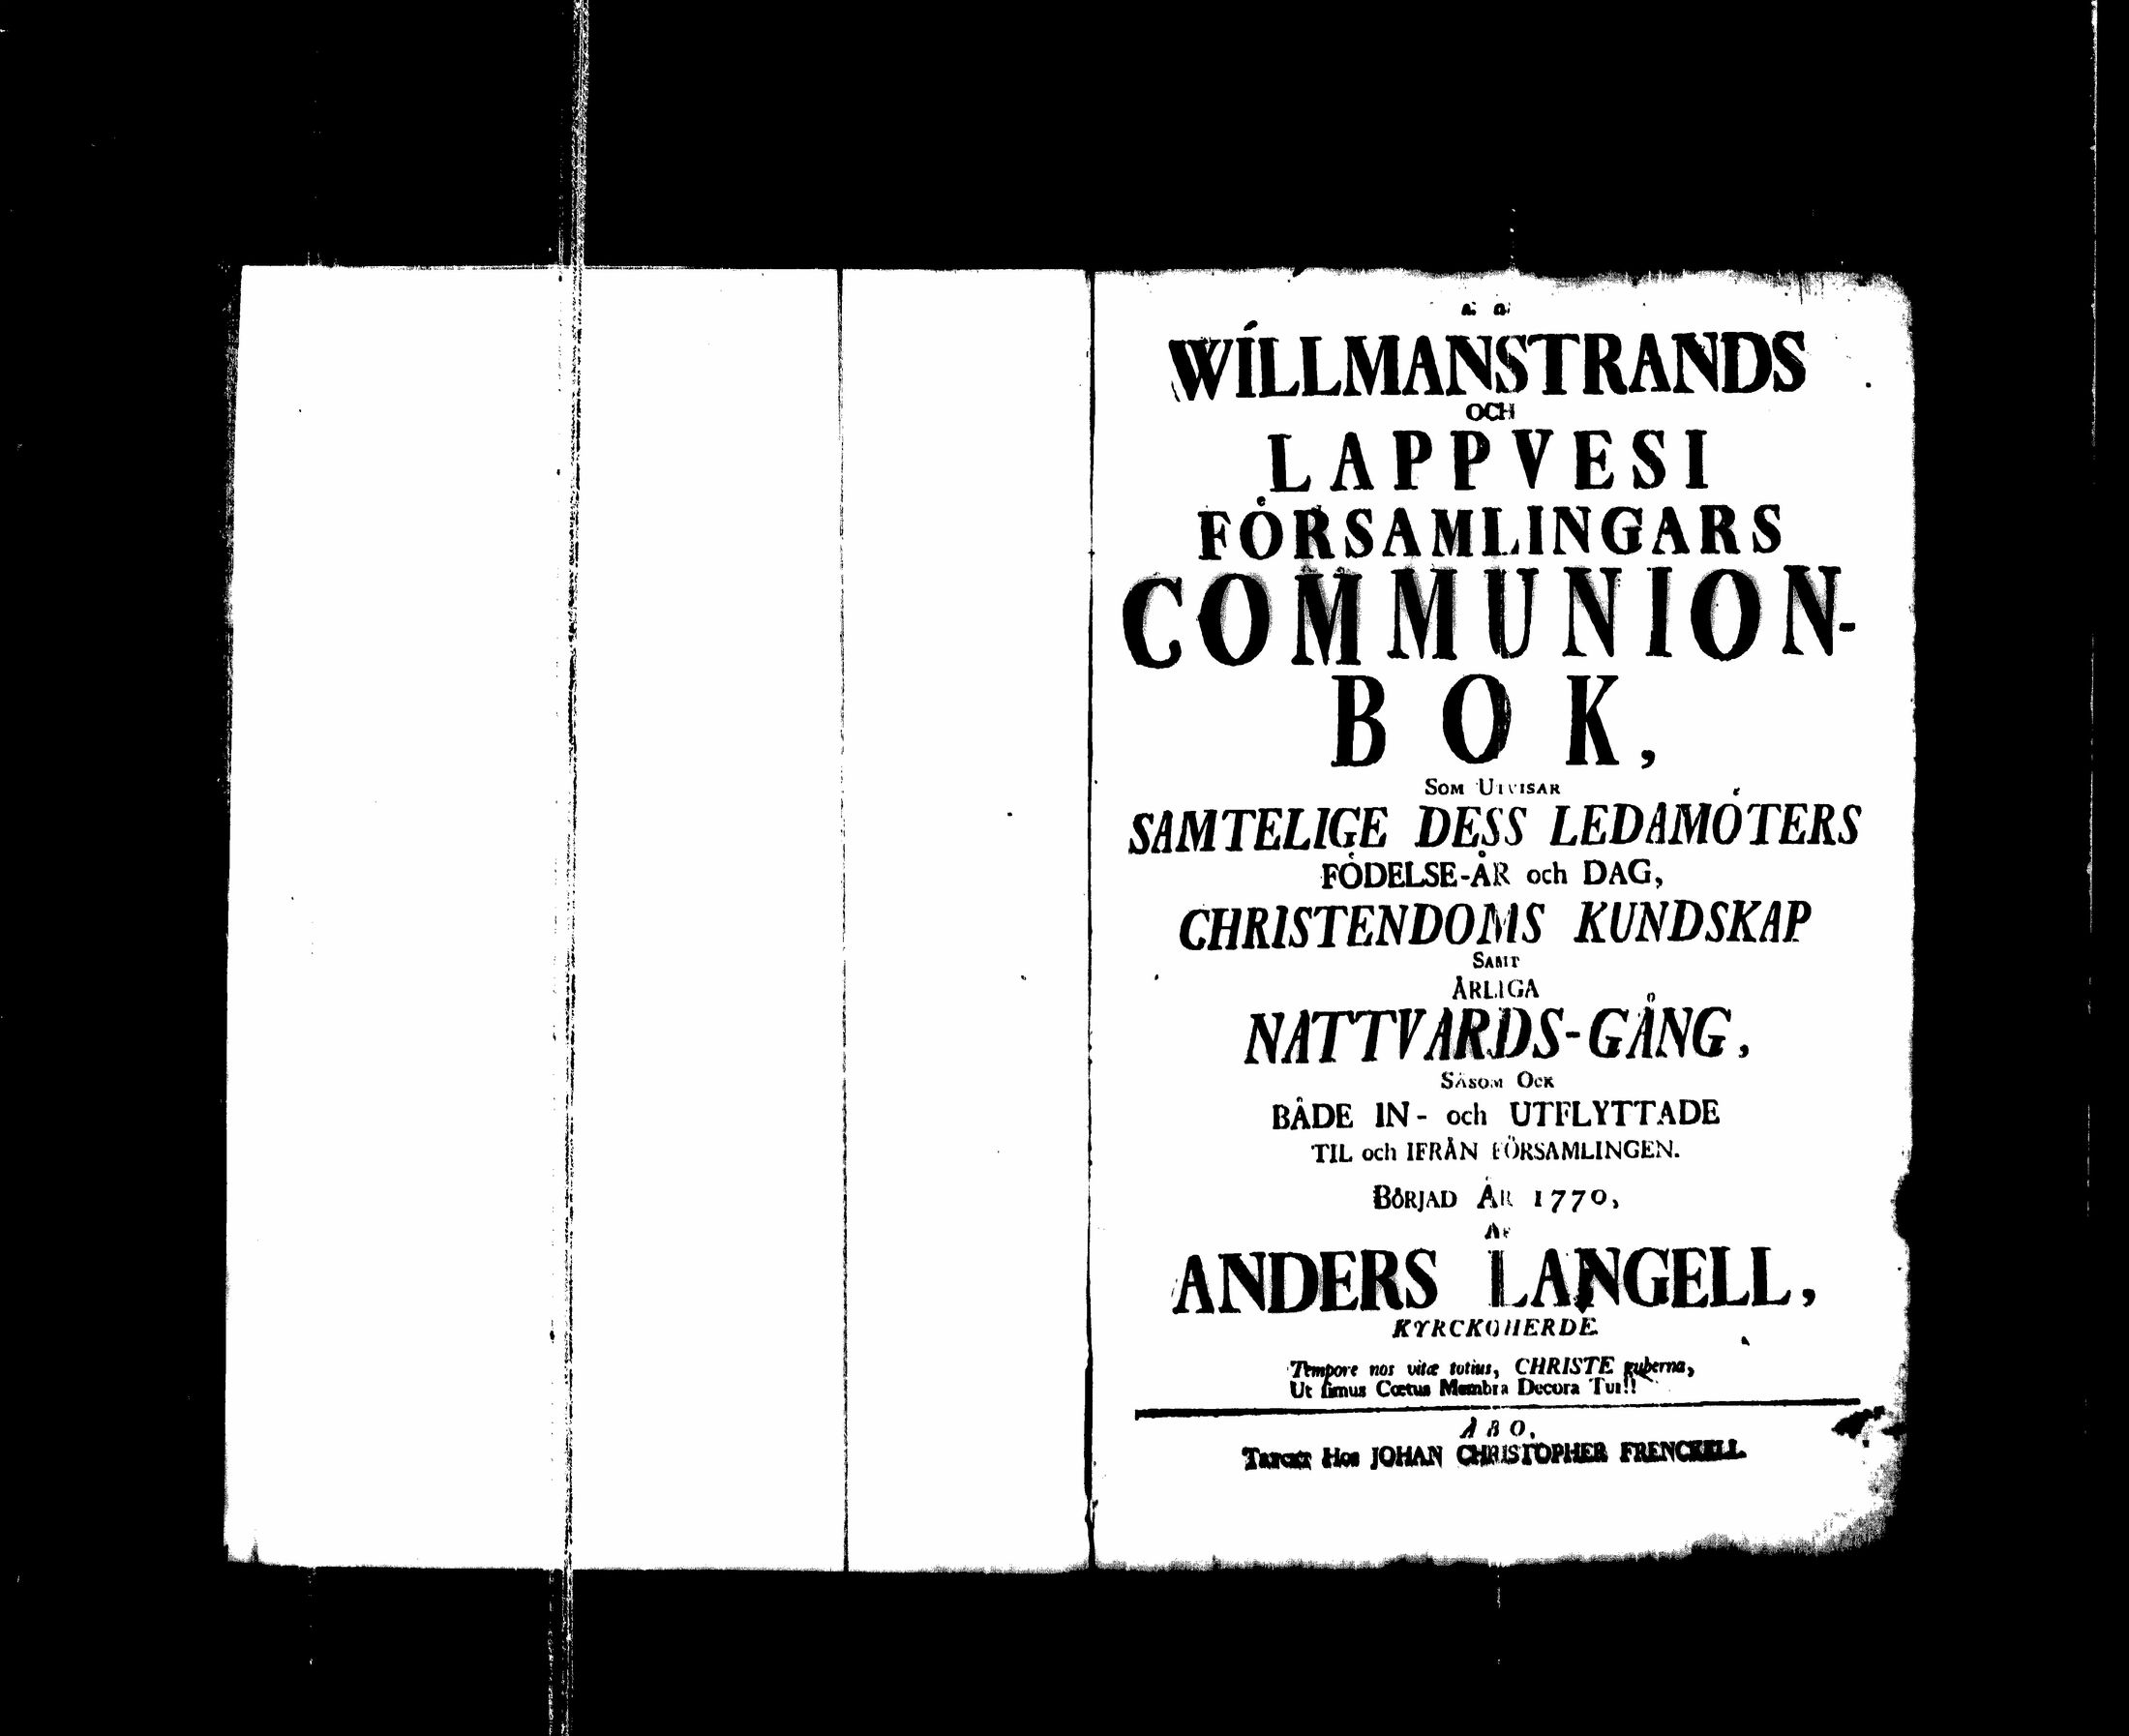 WILLMANSTRANDS
OCH
LAPPVESI
FÖRSAMLINGARS
COMMUNION-
BOK,
SOM UTVISAR
SAMTELIGE DESS LEDAMÖTERS
FÖDELSE-ÅR och DAG,
CHRISTENDOMS KUNDSKAP
SAMT
ÅRLIGA
NATTVARDS-GÅNG,
SÅSOM OCK
BÅDE IN- och UTFLYTTADE
TIL och IFRÅN FÖRSAMLINGEN.
BÖRJAD ÅR 1770,
AF
ANDERS LANGELL,
KYRCKOHERDE.
Tempore nos vitæ totius, CHRISTE guberna,
Ut simus Cœtus Membra Decora Tui!!
ÅBO,
TRYCKT Hos JOHAN CHRISTOPHER FRENCKELL.